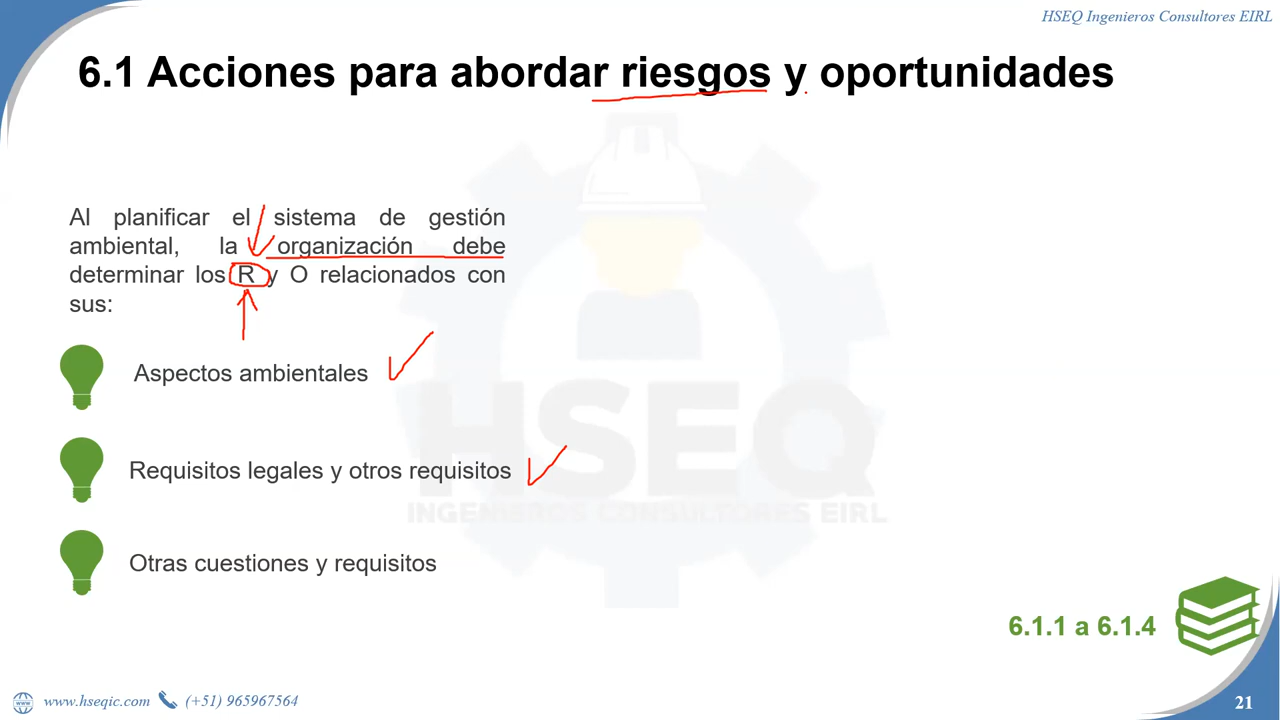 HSEQ Ingenieros Consultores EIRL
6.1 Acciones para abordar riesgos y oportunidades
Al planificar el sistema de gestión
ambiental, la organización debe
determinar los R y O relacionados con
sus:
Aspectos ambientales
Requisitos legales y otros requisitos
Otras cuestiones y requisitos
HSEQ
INGENIEROS CONSULTORES EIRL
6.1.1 a 6.1.4
www.hseqic.com (+51) 965967564
21